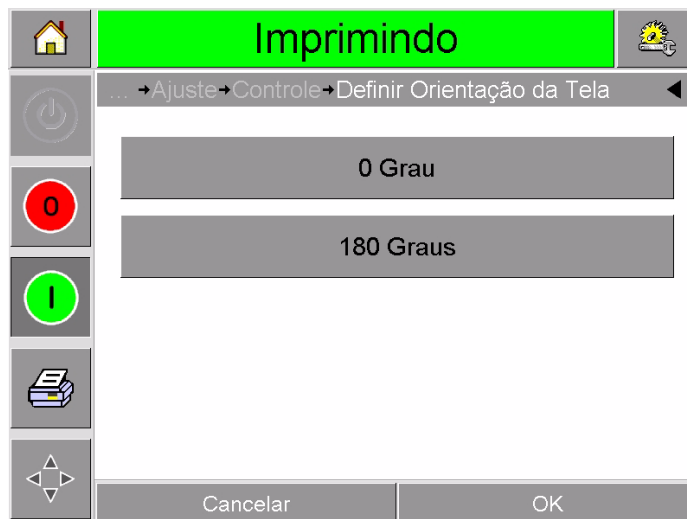 Imprimindo
... →Ajuste→Controle→Definir Orientação da Tela
0 Grau
0
180 Graus
I
Cancelar
OK